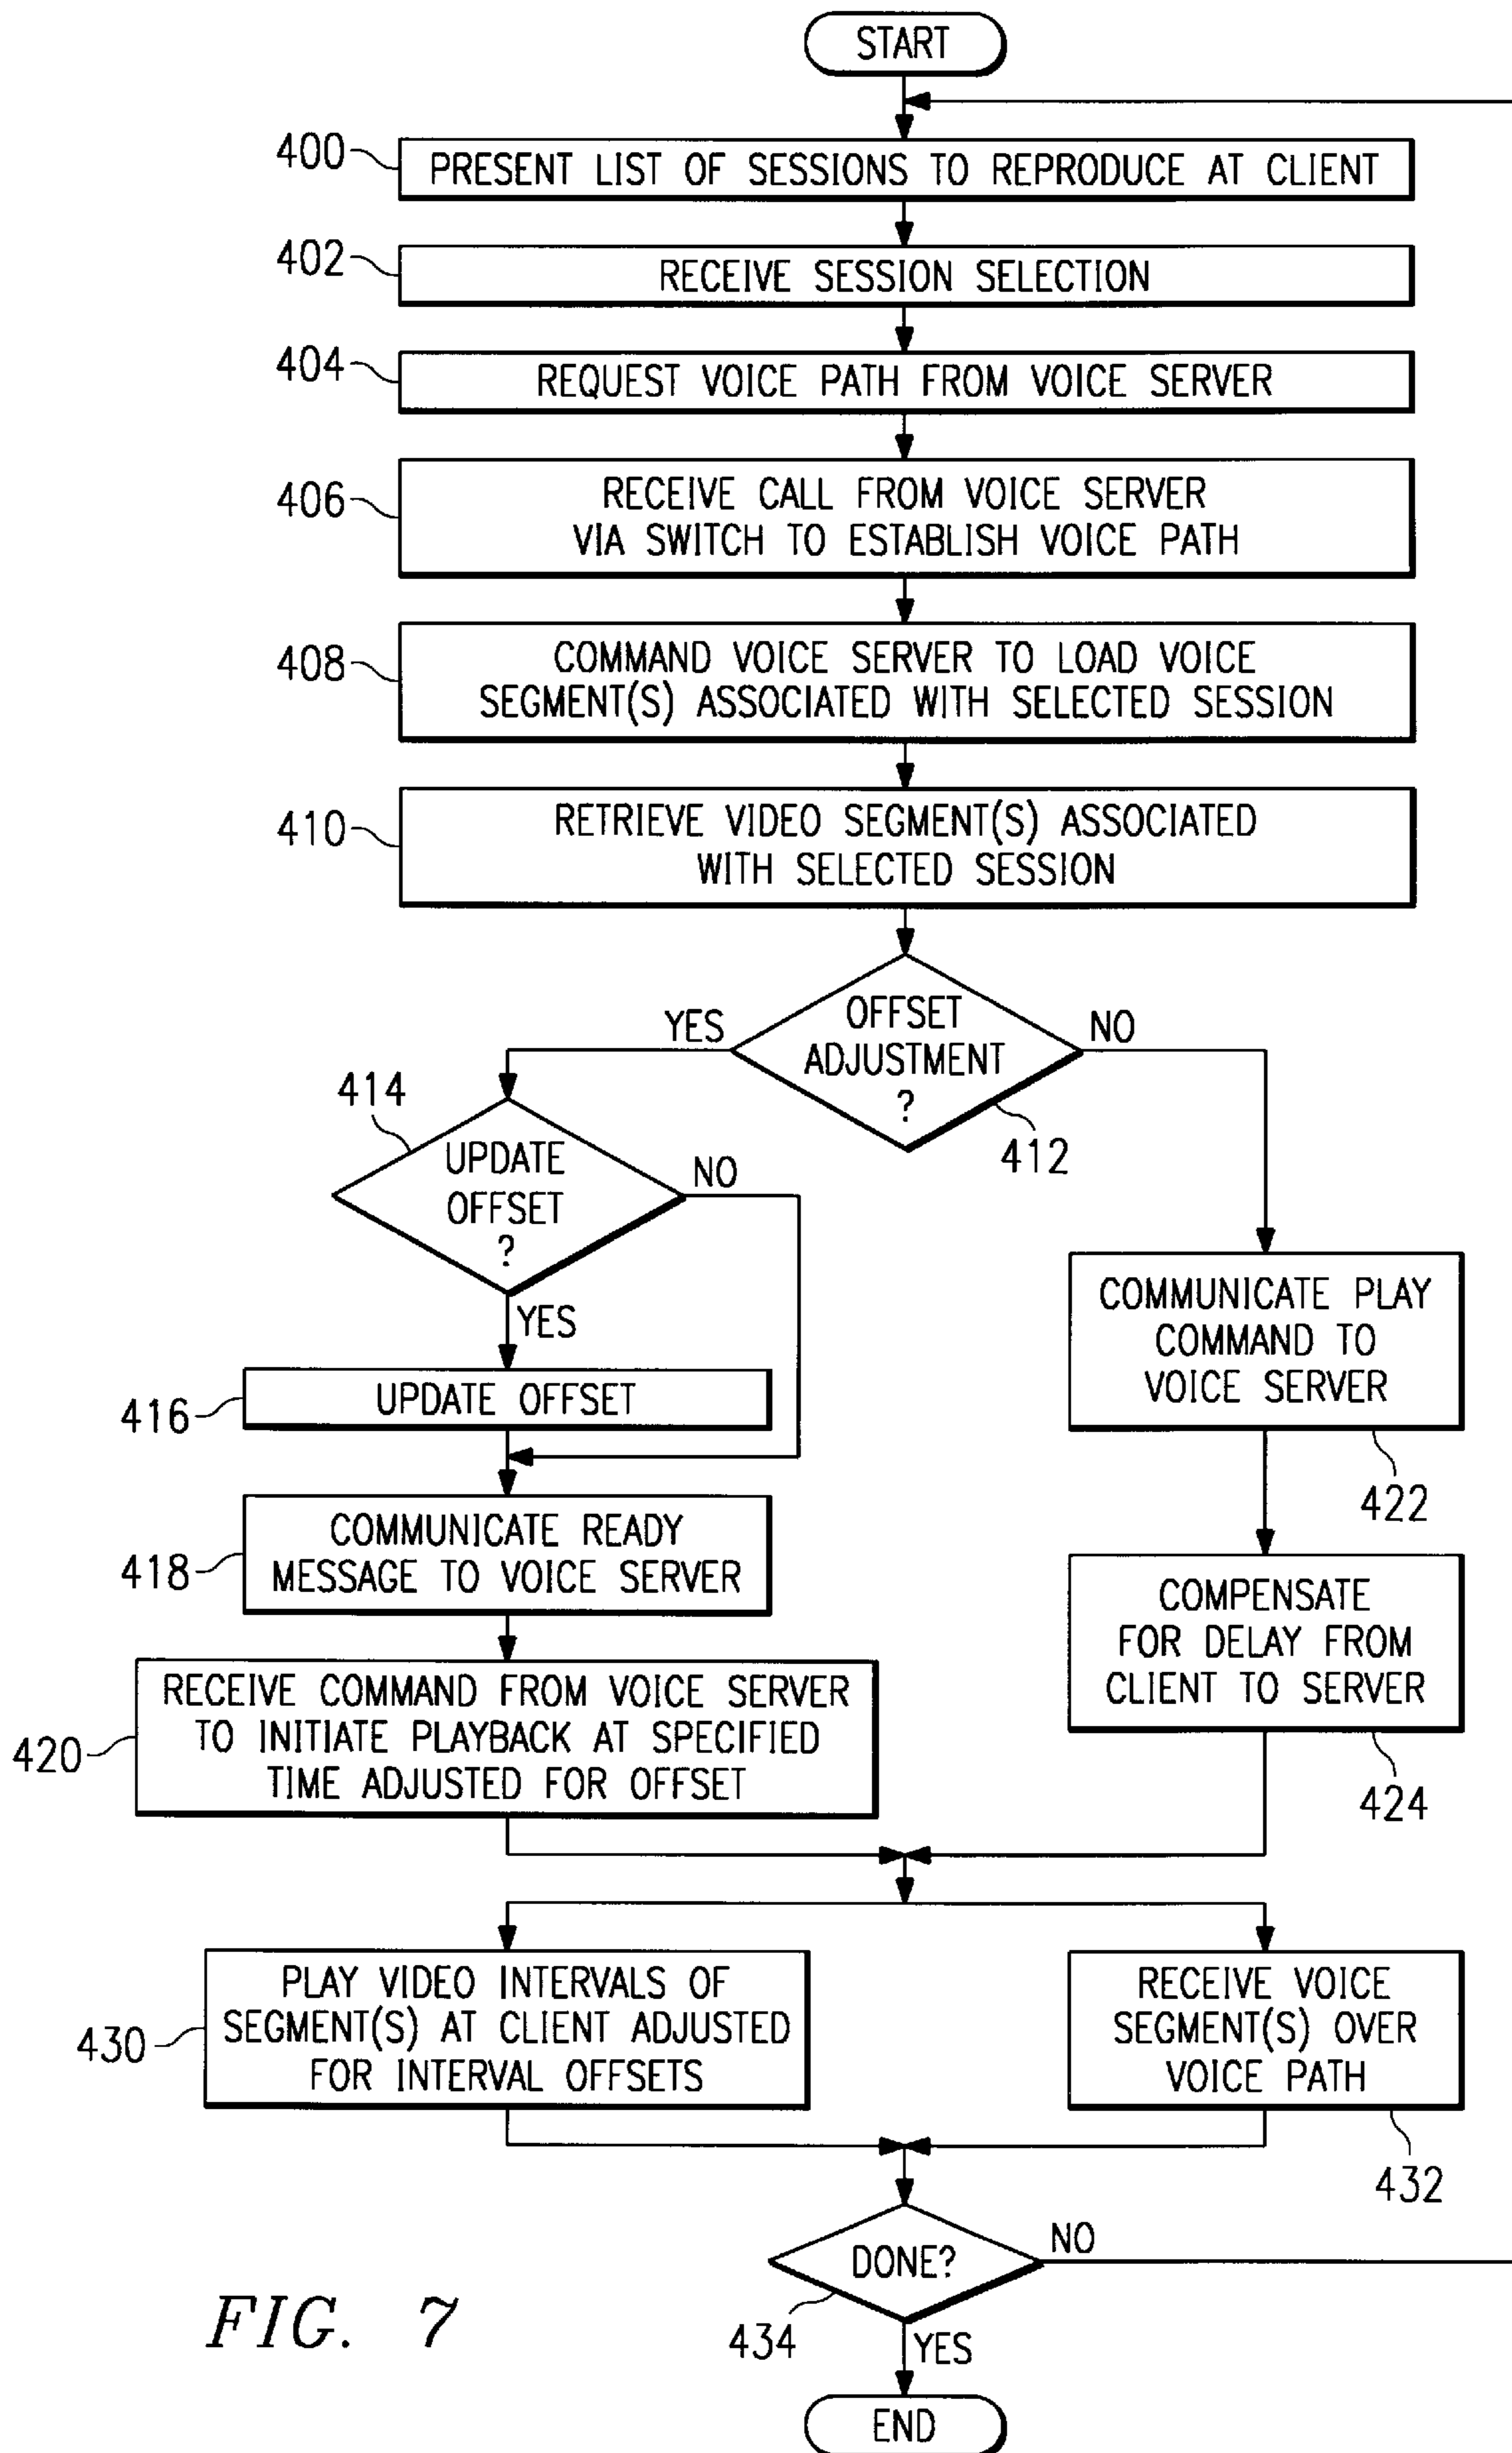 START
400
PRESENT LIST OF SESSIONS TO REPRODUCE AT CLIENT
402
RECEIVE SESSION SELECTION
404
REQUEST VOICE PATH FROM VOICE SERVER
406
RECEIVE CALL FROM VOICE SERVER
VIA SWITCH TO ESTABLISH VOICE PATH
408
COMMAND VOICE SERVER TO LOAD VOICE
SEGMENT(S) ASSOCIATED WITH SELECTED SESSION
410
RETRIEVE VIDEO SEGMENT(S) ASSOCIATED
WITH SELECTED SESSION
OFFSET
ADJUSTMENT
?
YES
NO
412
414
UPDATE
OFFSET
?
NO
YES
416
UPDATE OFFSET
418
COMMUNICATE READY
MESSAGE TO VOICE SERVER
420
RECEIVE COMMAND FROM VOICE SERVER
TO INITIATE PLAYBACK AT SPECIFIED
TIME ADJUSTED FOR OFFSET
COMMUNICATE PLAY
COMMAND TO
VOICE SERVER
422
COMPENSATE
FOR DELAY FROM
CLIENT TO SERVER
424
430
PLAY VIDEO INTERVALS OF
SEGMENT(S) AT CLIENT ADJUSTED
FOR INTERVAL OFFSETS
RECEIVE VOICE
SEGMENT(S) OVER
VOICE PATH
432
DONE?
NO
434
YES
END
FIG. 7